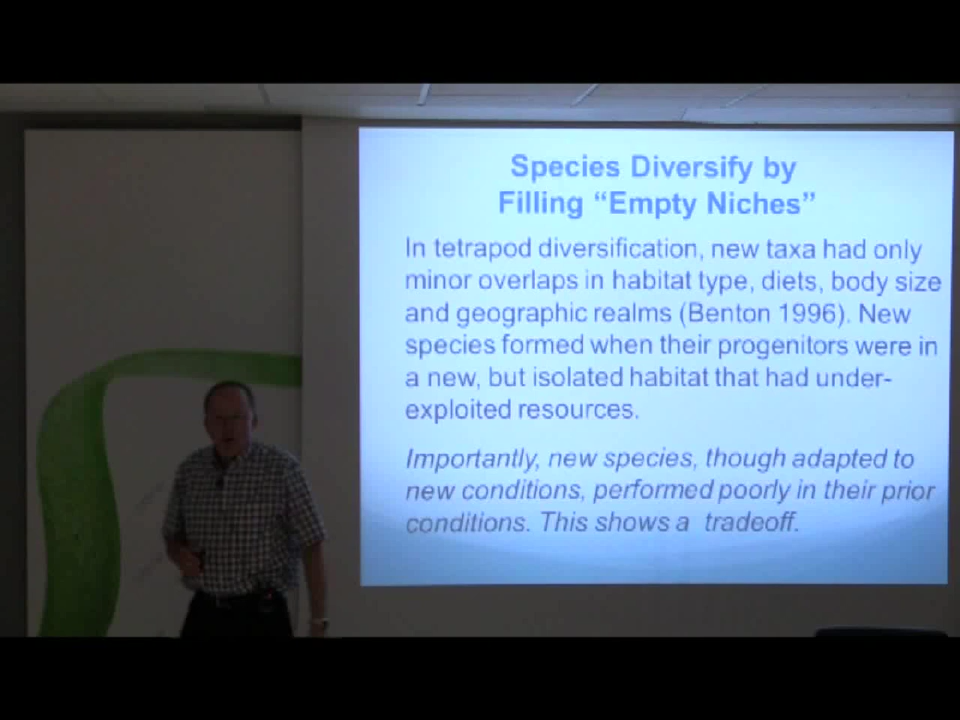 Species Diversify by
Filling “Empty Niches”
In tetrapod diversification, new taxa had only
minor overlaps in habitat type, diets, body size
and geographic realms (Benton 1996). New
species formed when their progenitors were in
a new, but isolated habitat that had under-
exploited resources.
Importantly, new species, though adapted to
new conditions, performed poorly in their prior
conditions. This shows a tradeoff.